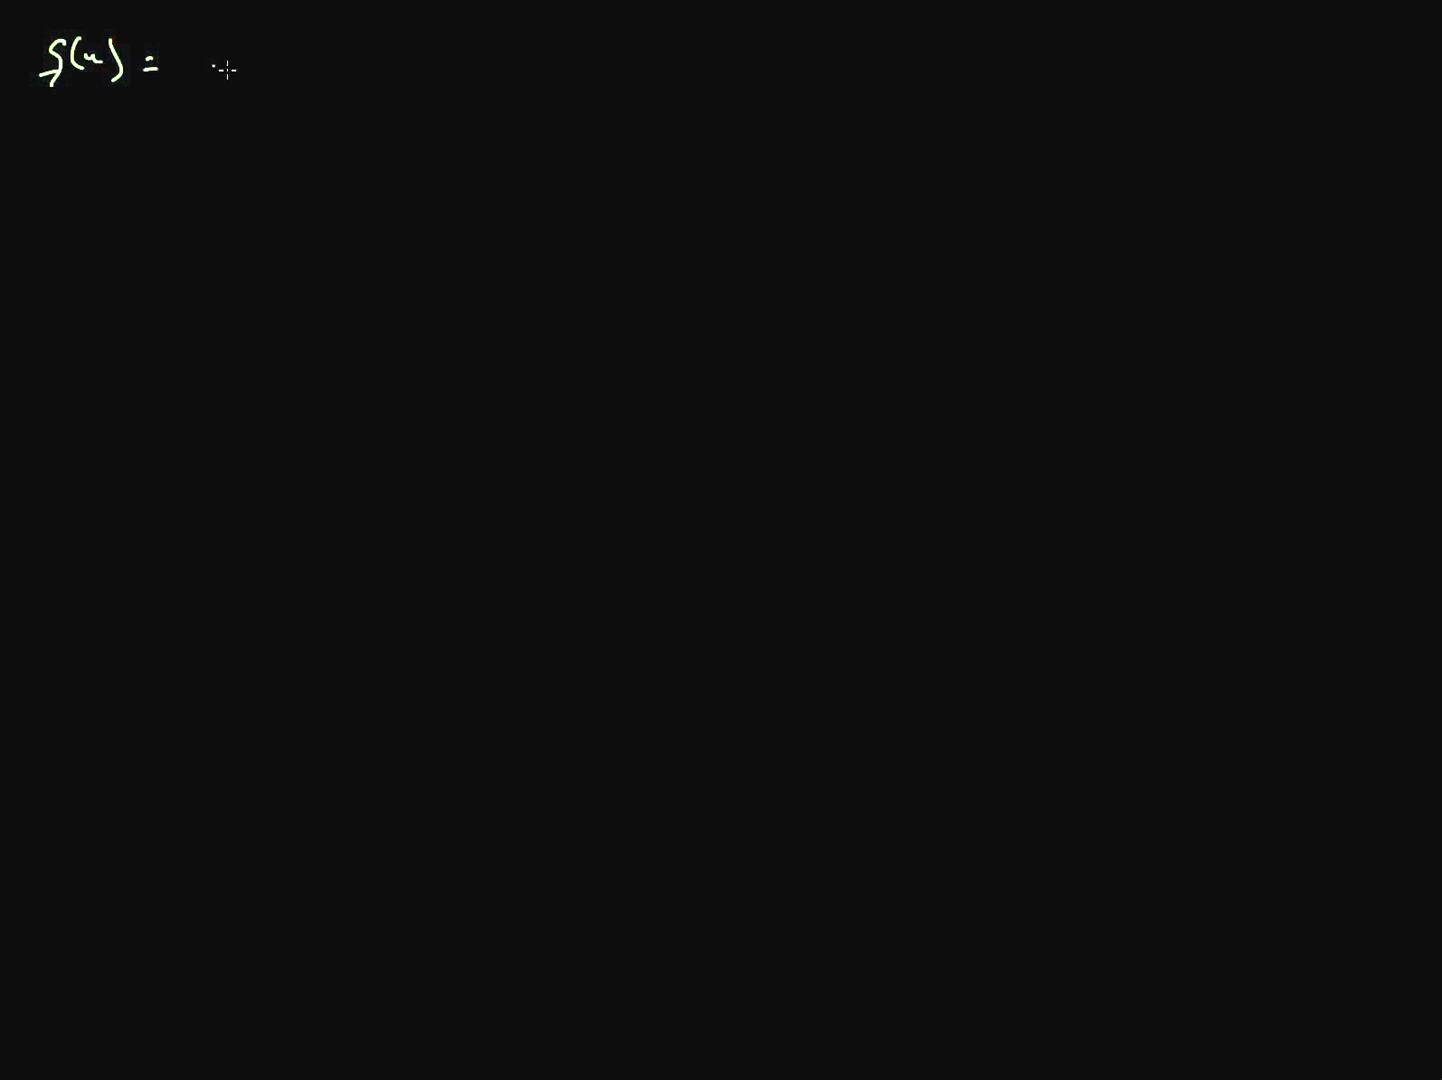 f(x) =